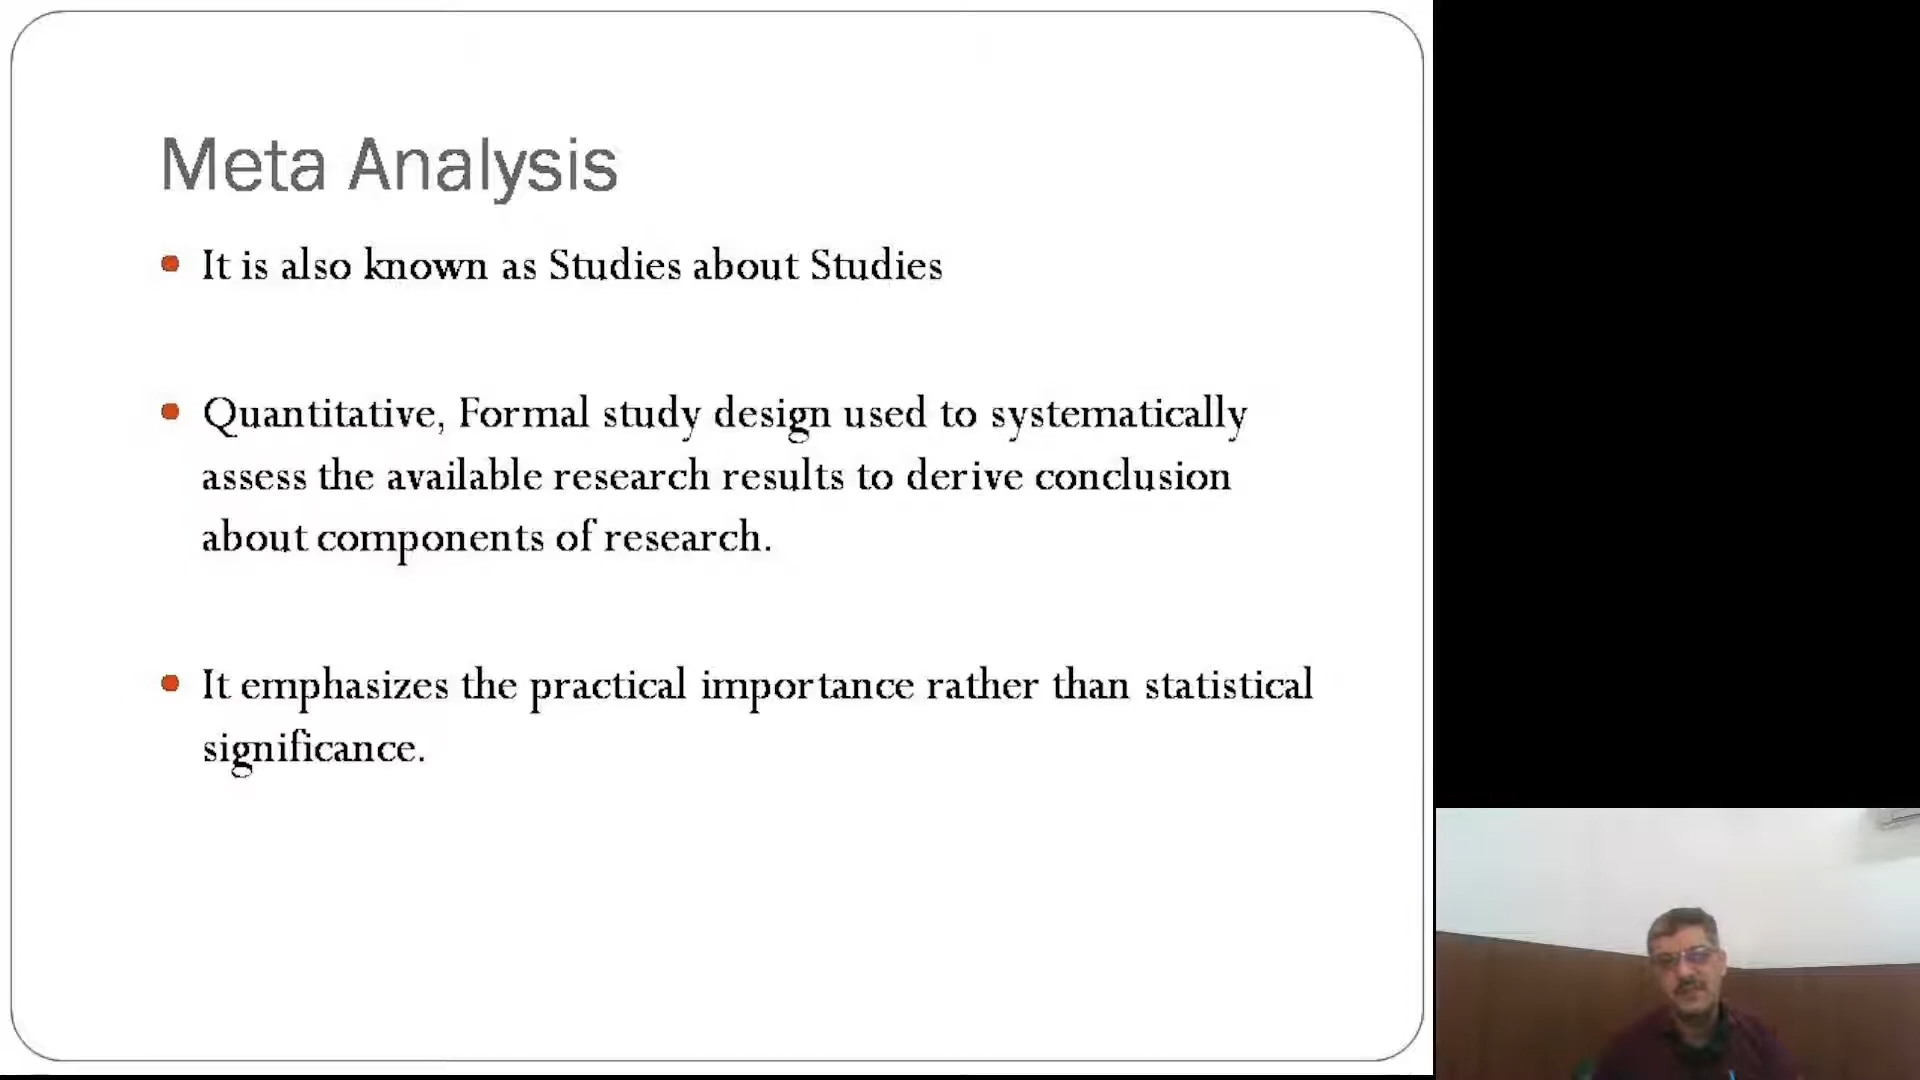 Meta Analysis
It is also known as Studies about Studies
Quantitative, Formal study design used to systematically
assess the available research results to derive conclusion
about components of research.
It emphasizes the practical importance rather than statistical
significance.